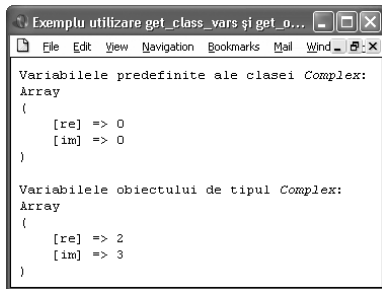 Exemplu utilizare get_class_vars și get_o...
File Edit View Navigation Bookmarks Mail Wind
Variabilele predefinite ale clasei Complex:
Array
(
[re] => 0
[im] => 0
)
Variabilele obiectului de tipul Complex:
Array
(
[re] => 2
[im] => 3
)